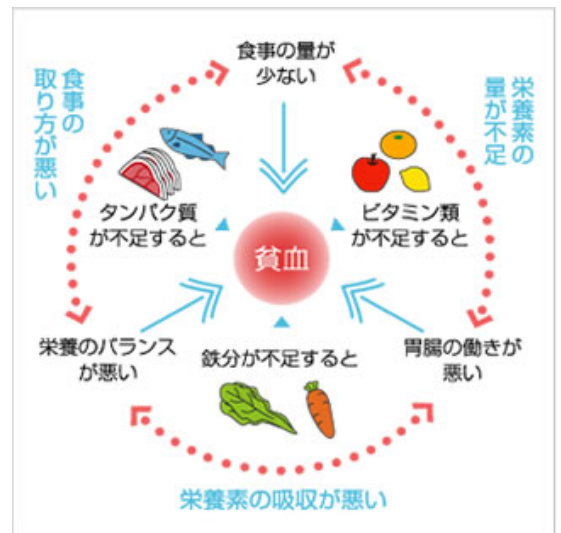 食事の量が
少ない
食事の
取り方が悪い
栄養素の
量が不足
タンパク質
が不足すると
ビタミン類
が不足すると
貧血
栄養のバランス
が悪い
鉄分が不足すると
胃腸の働きが
悪い
栄養素の吸収が悪い